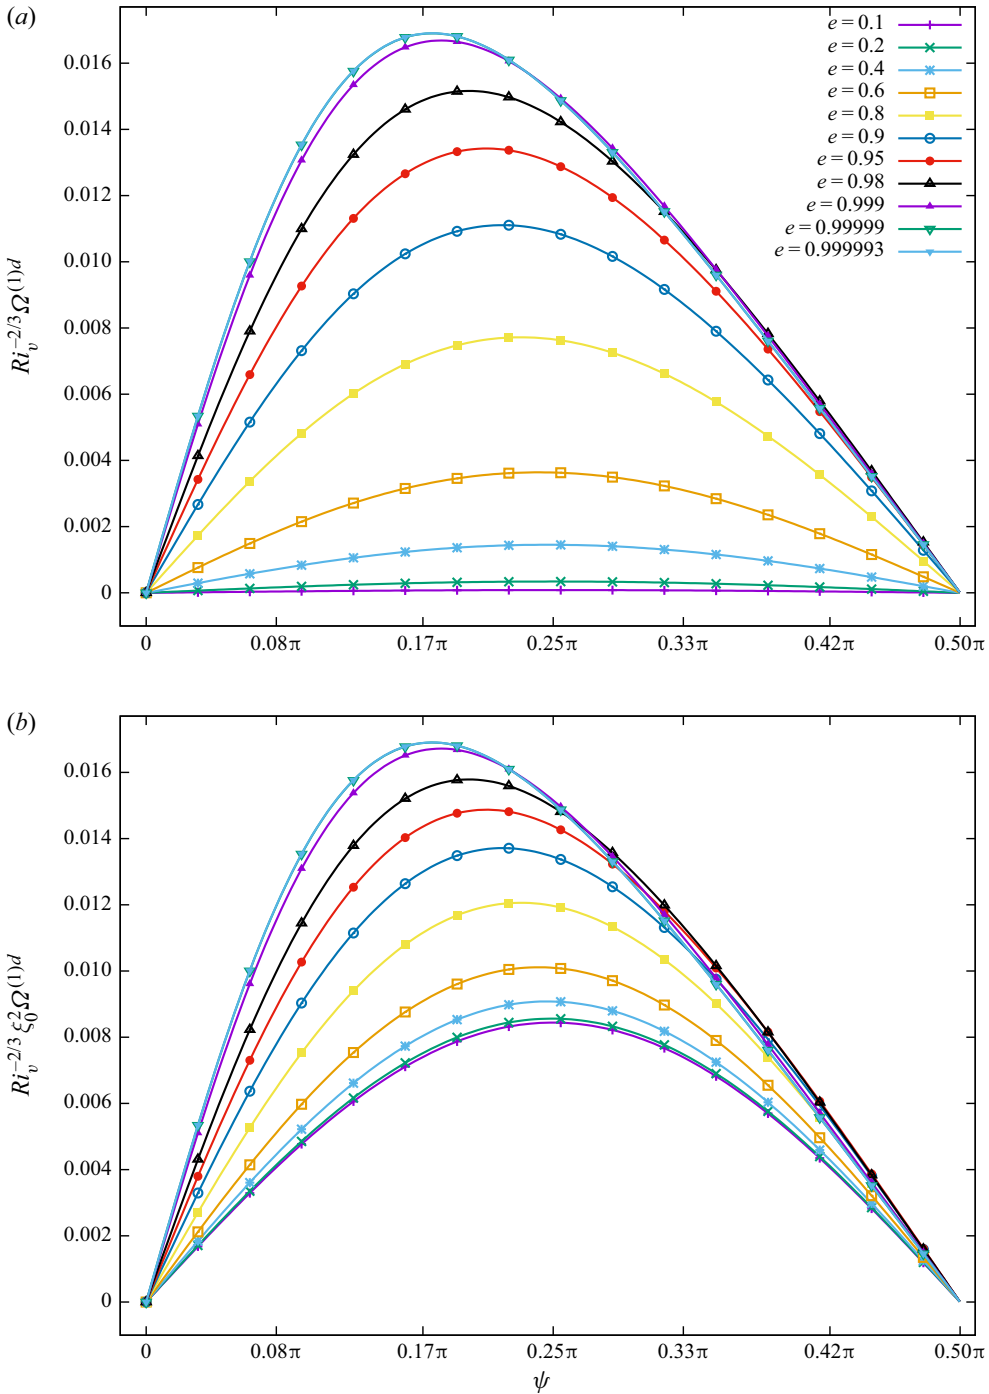 (a)
e = 0.1
e = 0.2
e = 0.4
e = 0.6
e = 0.8
e = 0.9
e = 0.95
e = 0.98
e = 0.999
e = 0.99999
e = 0.999993
0.016
0.014
0.012
0.010
0.008
0.006
0.004
0.002
0
Ri_v^{-2/3} Ω^{(1)d}
0 0.08π 0.17π 0.25π 0.33π 0.42π 0.50π
(b)
0.016
0.014
0.012
0.010
0.008
0.006
0.004
0.002
0
Ri_v^{-2/3} ξ_0^2 Ω^{(1)d}
0 0.08π 0.17π 0.25π 0.33π 0.42π 0.50π
ψ